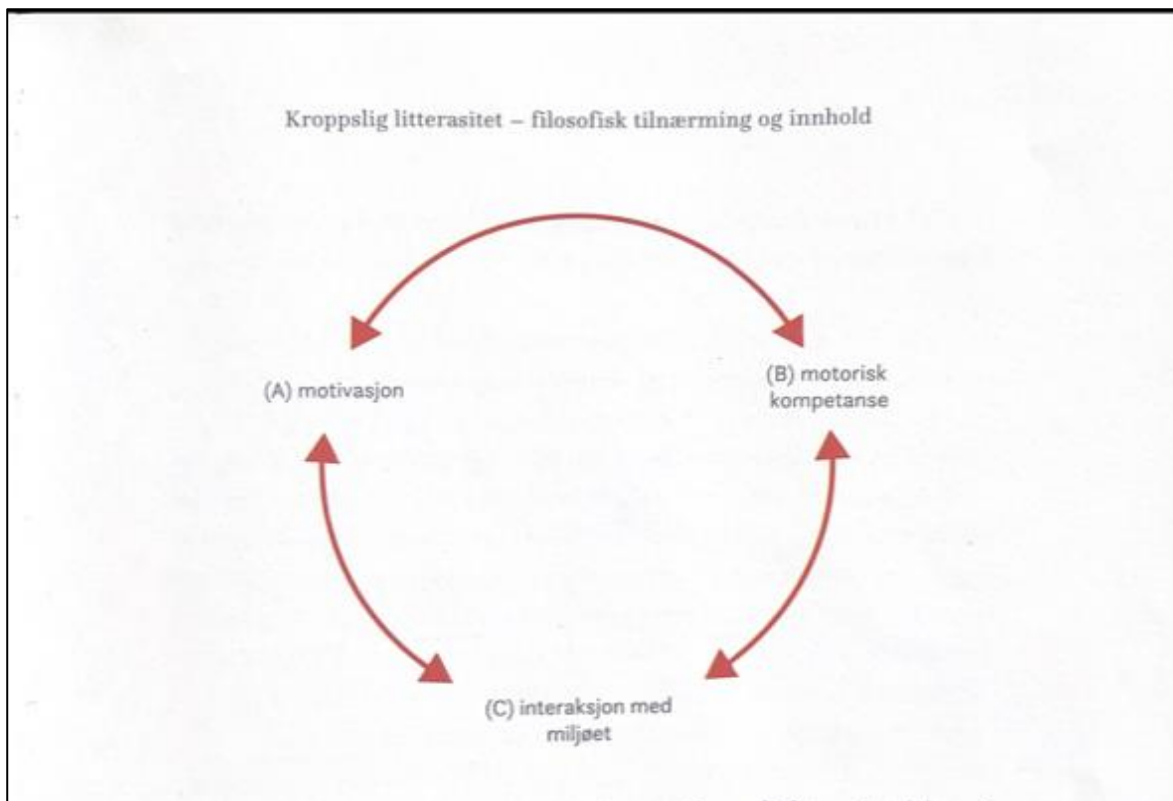 Kroppslig litterasitet – filosofisk tilnærming og innhold
(A) motivasjon
(B) motorisk
kompetanse
(C) interaksjon med
miljøet